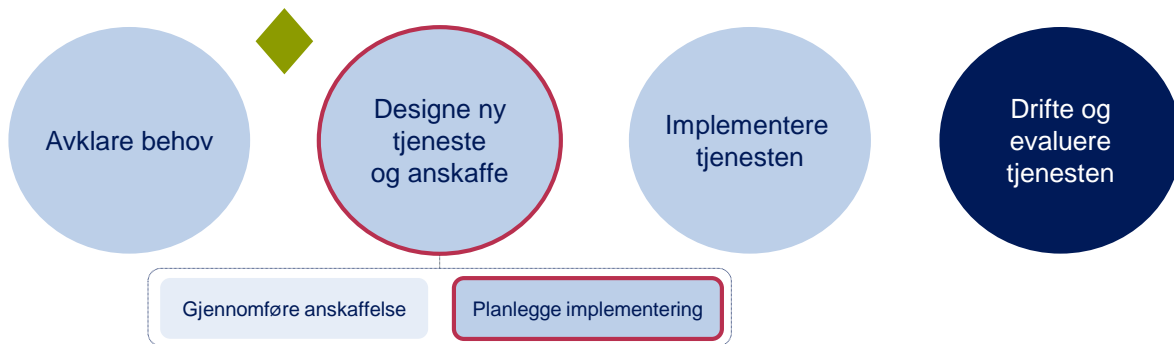 Avklare behov
Designe ny
tjeneste
og anskaffe
Implementere
tjenesten
Drifte og
evaluere
tjenesten
Gjennomføre anskaffelse
Planlegge implementering